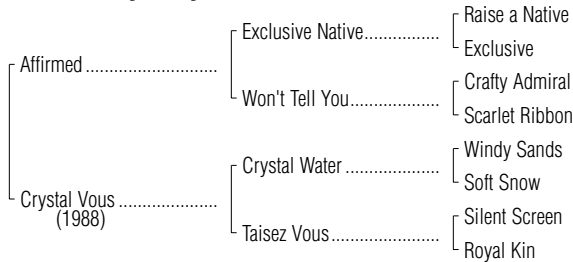 Raise a Native
Exclusive Native................
Exclusive
Affirmed..........................
Crafty Admiral
Won't Tell You....................
Scarlet Ribbon
Windy Sands
Crystal Water ...................
Soft Snow
Crystal Vous...................
(1988)
Silent Screen
Taisez Vous......................
Royal Kin